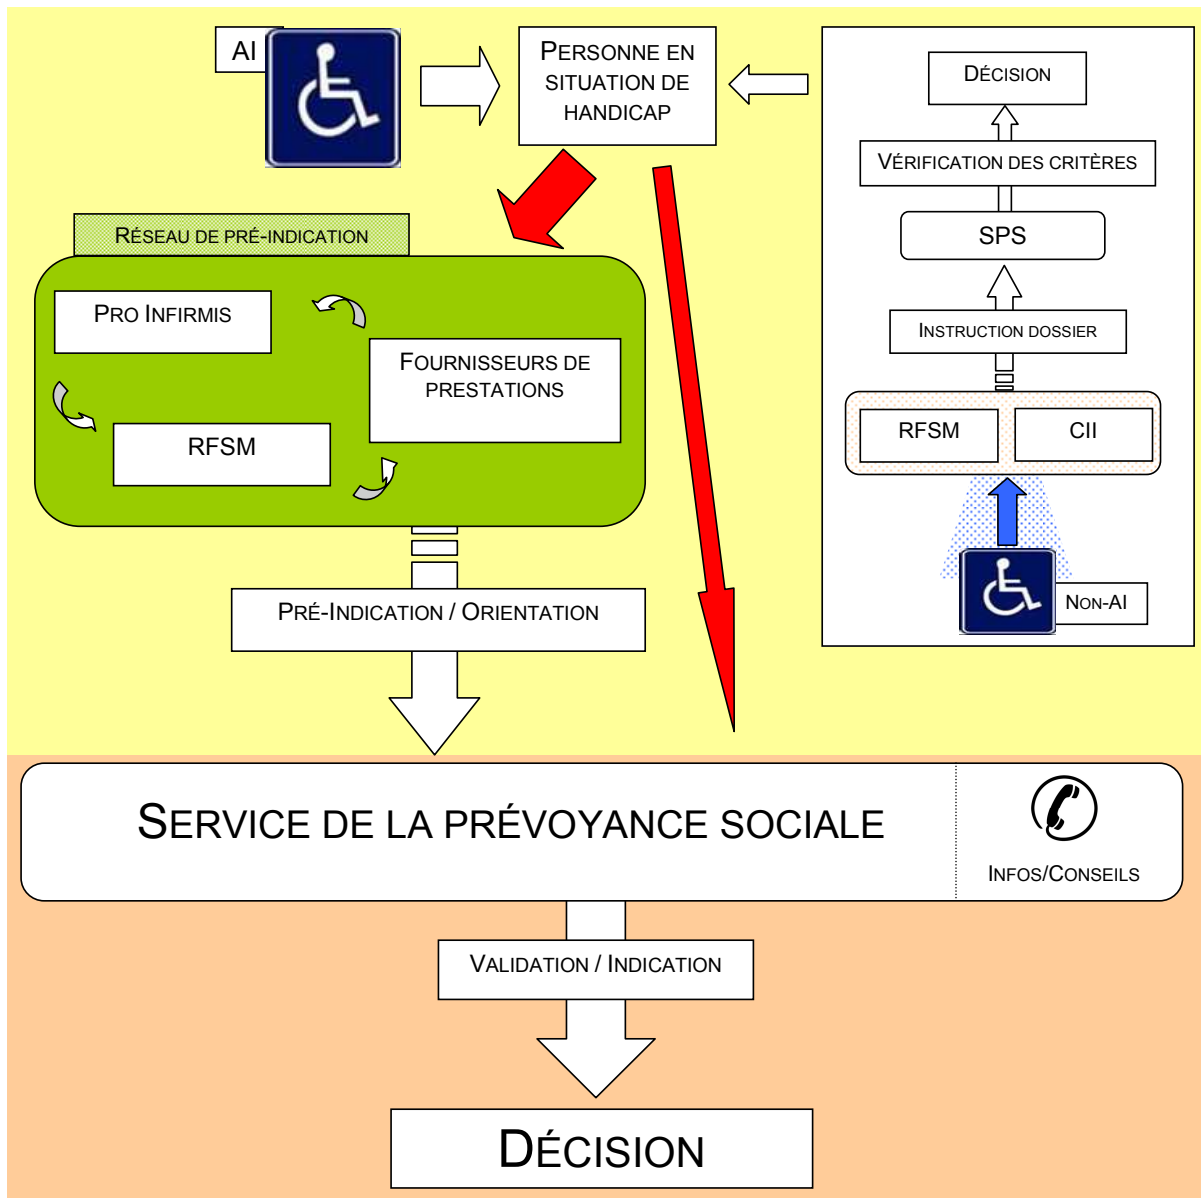 AI
PERSONNE EN
SITUATION DE
HANDICAP
DÉCISION
VÉRIFICATION DES CRITÈRES
SPS
INSTRUCTION DOSSIER
RFSM
CII
NON-AI
RÉSEAU DE PRÉ-INDICATION
PRO INFIRMIS
FOURNISSEURS DE
PRESTATIONS
RFSM
PRÉ-INDICATION / ORIENTATION
SERVICE DE LA PRÉVOYANCE SOCIALE
INFOS/CONSEILS
VALIDATION / INDICATION
DÉCISION